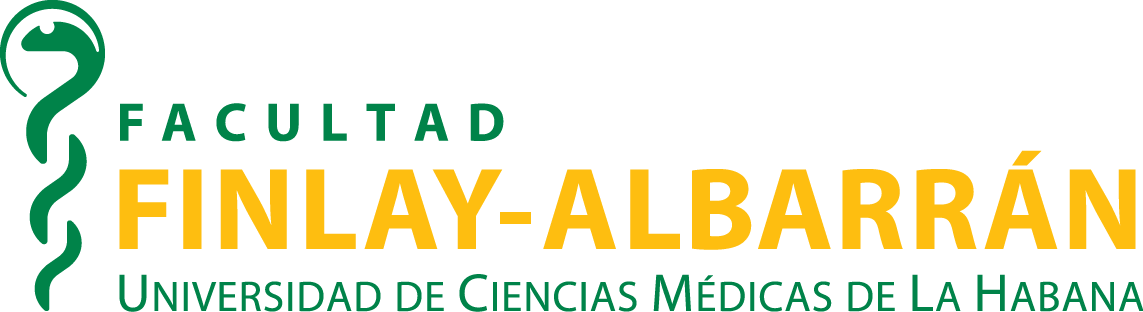 FACULTAD
FINLAY-ALBARRÁN
UNIVERSIDAD DE CIENCIAS MÉDICAS DE LA HABANA